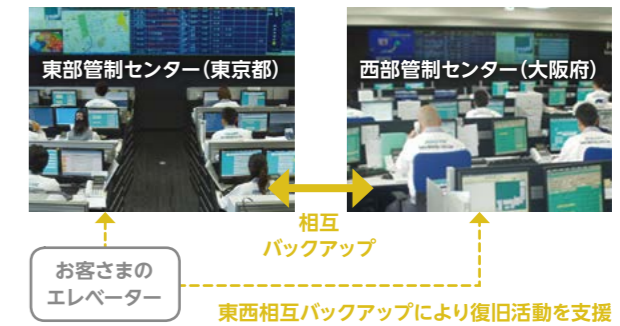 東部管制センター(東京都)
西部管制センター(大阪府)
相互
バックアップ
お客さまの
エレベーター
東西相互バックアップにより復旧活動を支援